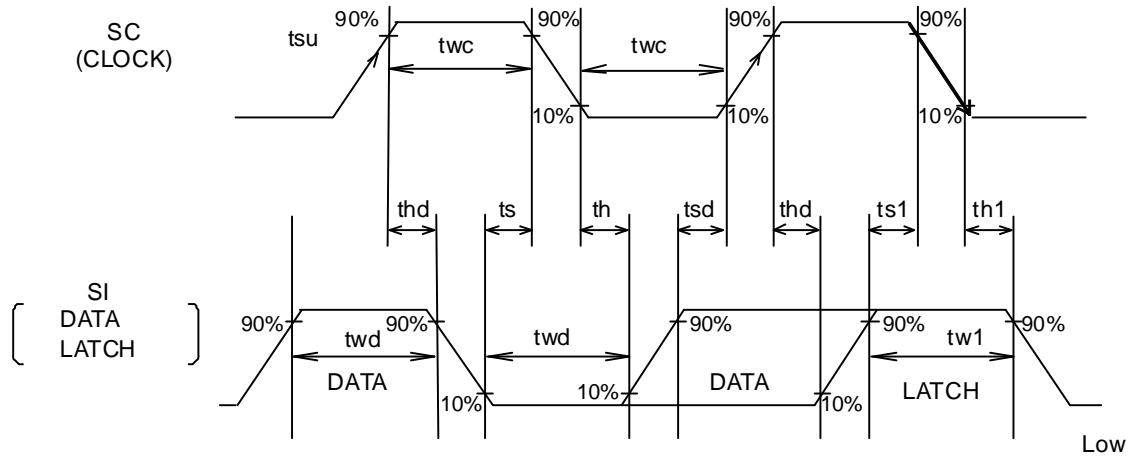 SC
(CLOCK)
tsu
90%
twc
90%
twc
90%
90%
10%
10%
10%
thd
ts
th
tsd
thd
ts1
th1
SI
DATA
LATCH
90%
twd
90%
twd
90%
90%
tw1
90%
DATA
10%
10%
DATA
10%
LATCH
Low